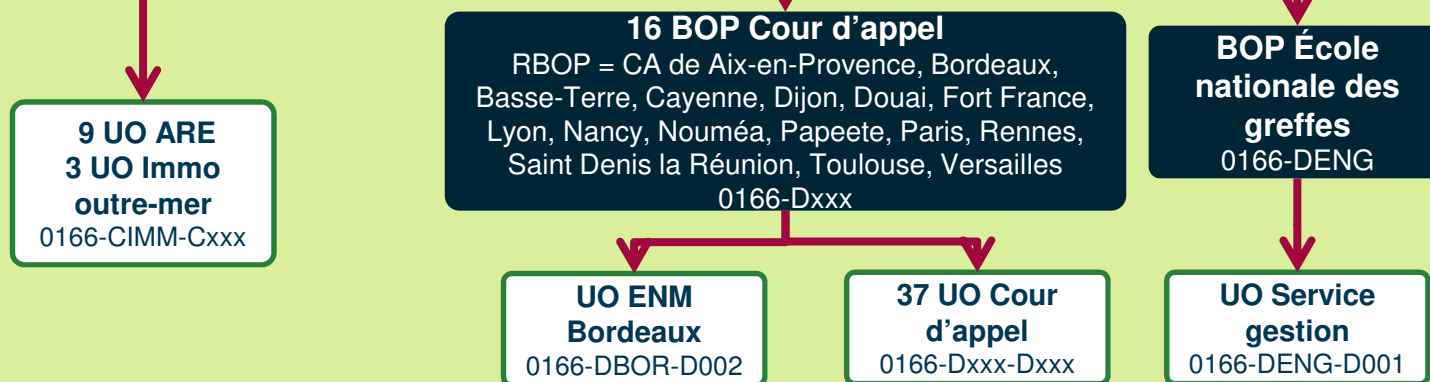 16 BOP Cour d’appel
RBOP = CA de Aix-en-Provence, Bordeaux,
Basse-Terre, Cayenne, Dijon, Douai, Fort France,
Lyon, Nancy, Nouméa, Papeete, Paris, Rennes,
Saint Denis la Réunion, Toulouse, Versailles
0166-Dxxx
BOP École
nationale des
greffes
0166-DENG
9 UO ARE
3 UO Immo
outre-mer
0166-CIMM-Cxxx
UO ENM
Bordeaux
0166-DBOR-D002
37 UO Cour
d’appel
0166-Dxxx-Dxxx
UO Service
gestion
0166-DENG-D001